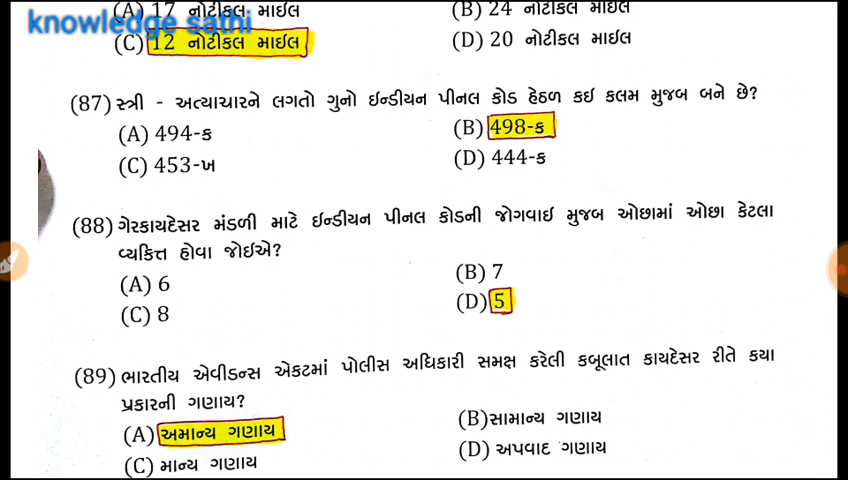 (A) 17 નોટીકલ માઈલ (B) 24 નોટીકલ માઈલ
knowledge sathi
(C) 12 નોટીકલ માઈલ (D) 20 નોટીકલ માઈલ
(87) સ્ત્રી - અત્યાચારને લગતો ગુનો ઈન્ડીયન પીનલ કોડ હેઠળ કઈ કલમ મુજબ બને છે?
(A) 494-ક (B) 498-ક
(C) 453-ખ (D) 444-ક
(88) ગેરકાયદેસર મંડળી માટે ઈન્ડીયન પીનલ કોડની જોગવાઈ મુજબ ઓછામાં ઓછા કેટલા
વ્યકિત્ત હોવા જોઈએ?
(A) 6 (B) 7
(C) 8 (D) 5
(89) ભારતીય એવીડન્સ એકટમાં પોલીસ અધિકારી સમક્ષ કરેલી કબૂલાત કાયદેસર રીતે કયા
પ્રકારની ગણાય?
(A) અમાન્ય ગણાય (B) સામાન્ય ગણાય
(C) માન્ય ગણાય (D) અપવાદ ગણાય